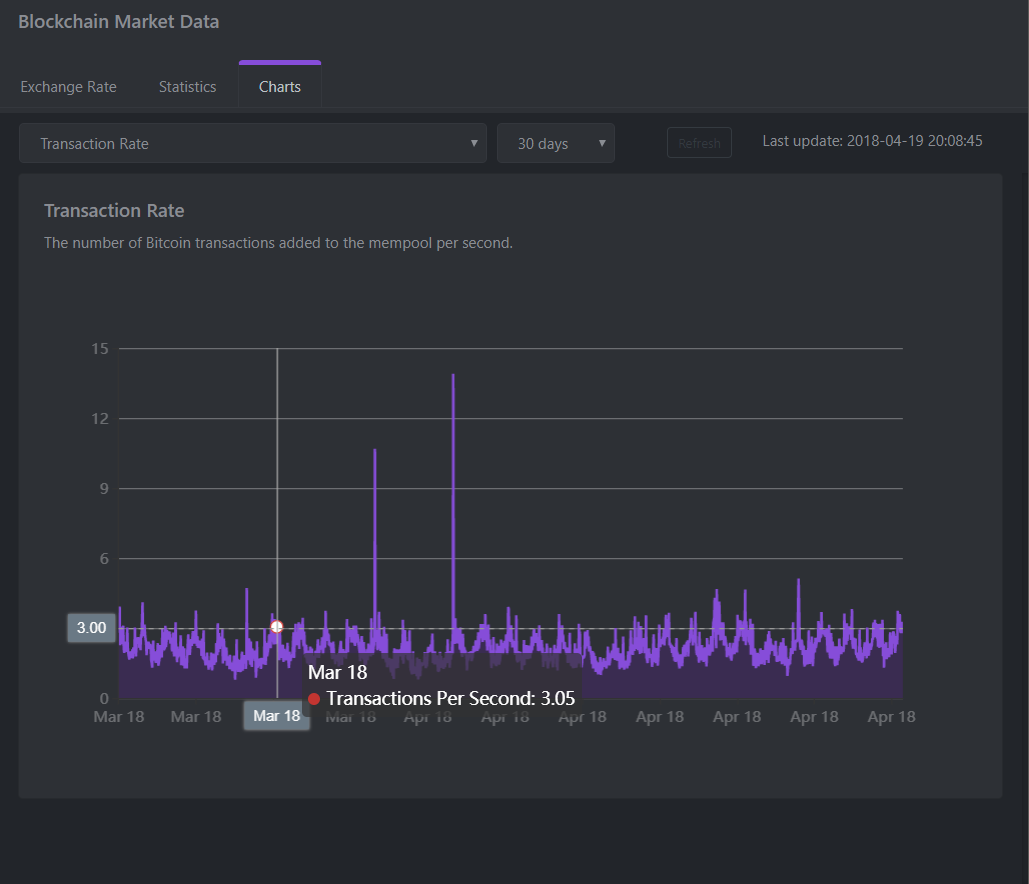 Blockchain Market Data
Exchange Rate Statistics Charts
Transaction Rate 30 days Refresh Last update: 2018-04-19 20:08:45
Transaction Rate
The number of Bitcoin transactions added to the mempool per second.
15
12
9
6
3.00
Mar 18
Transactions Per Second: 3.05
0
Mar 18 Mar 18 Mar 18 Mar 18 Apr 18 Apr 18 Apr 18 Apr 18 Apr 18 Apr 18 Apr 18